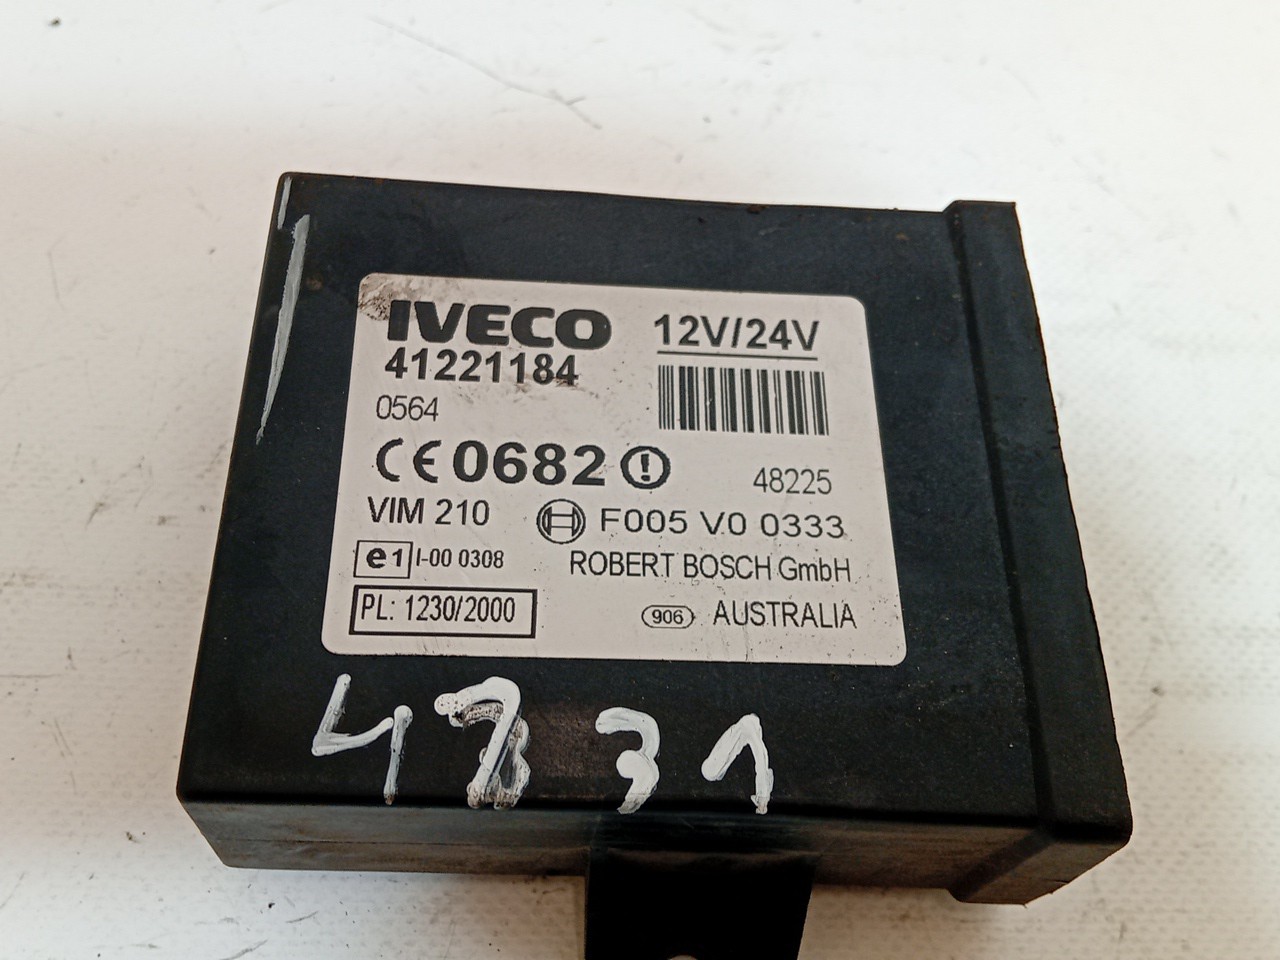 IVECO 12V/24V
41221184
0564
CE0682
48225
VIM 210 F005 V0 0333
e1 I-00 0308 ROBERT BOSCH GmbH
PL: 1230/2000 906 AUSTRALIA
31